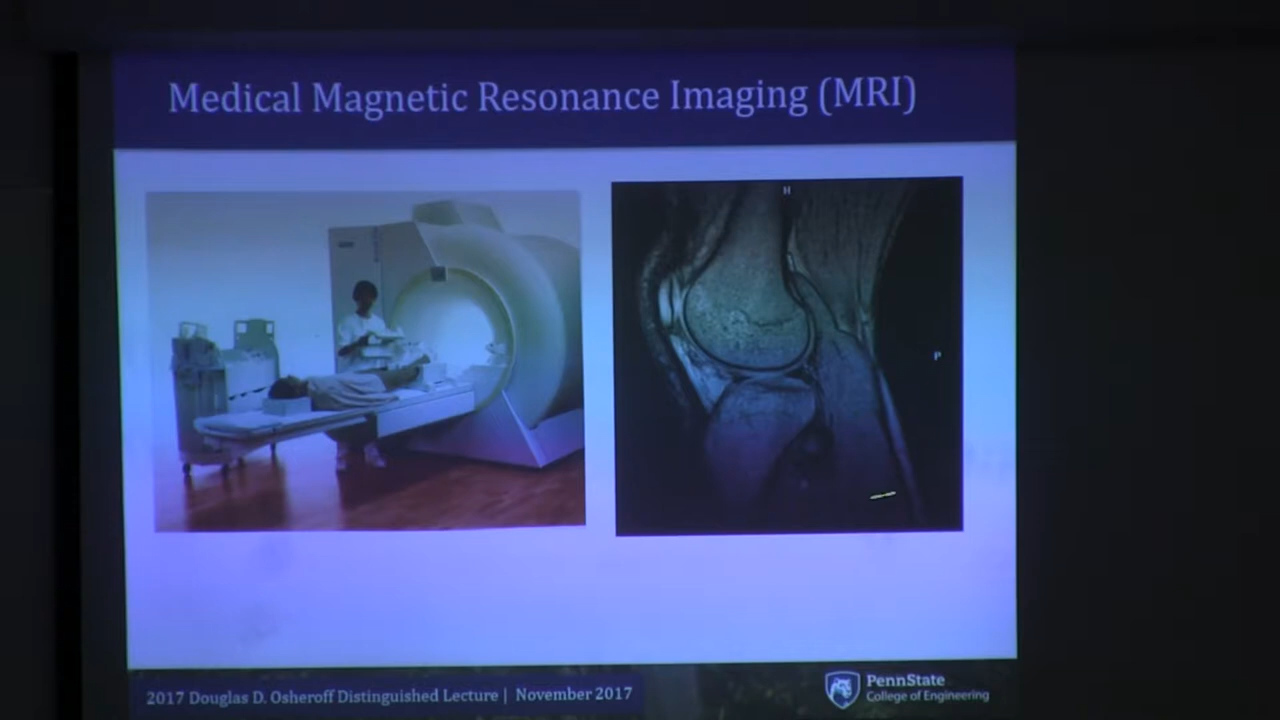 Medical Magnetic Resonance Imaging (MRI)
H
P
2017 Douglas D. Osheroff Distinguished Lecture | November 2017
PennState
College of Engineering